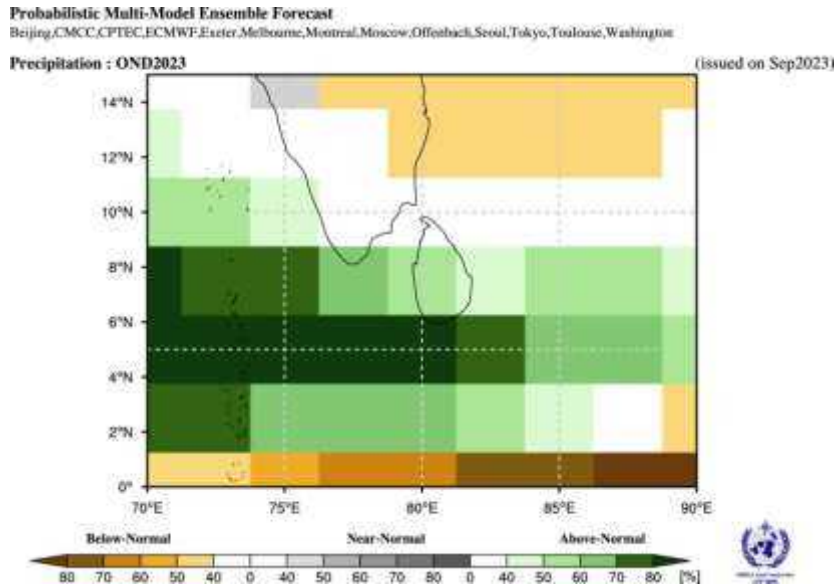 Probabilistic Multi-Model Ensemble Forecast
Beijing,CMCC,CPTEC,ECMWF,Exeter,Melbourne,Montreal,Moscow,Offenbach,Seoul,Tokyo,Toulouse,Washington
Precipitation : OND2023 (issued on Sep2023)
14°N
12°N
10°N
8°N
6°N
4°N
2°N
0°
70°E 75°E 80°E 85°E 90°E
Below-Normal Near-Normal Above-Normal
80 70 60 50 40 0 40 50 60 70 80 0 40 50 60 70 80 [%]